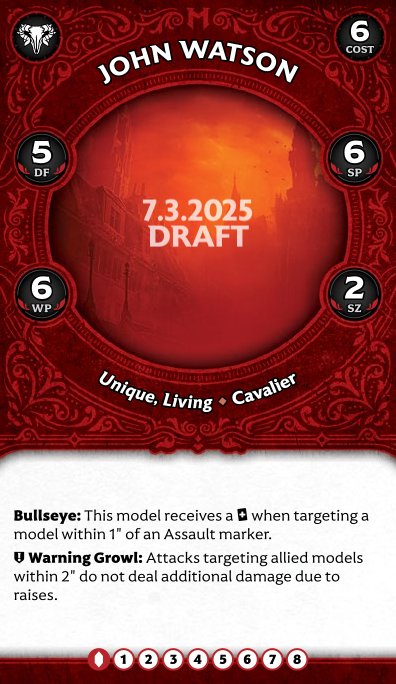 6
COST
JOHN WATSON
5
DF
6
SP
7.3.2025
DRAFT
6
WP
2
SZ
Unique, Living • Cavalier
Bullseye: This model receives a + when targeting a
model within 1" of an Assault marker.
Warning Growl: Attacks targeting allied models
within 2" do not deal additional damage due to
raises.
1 2 3 4 5 6 7 8